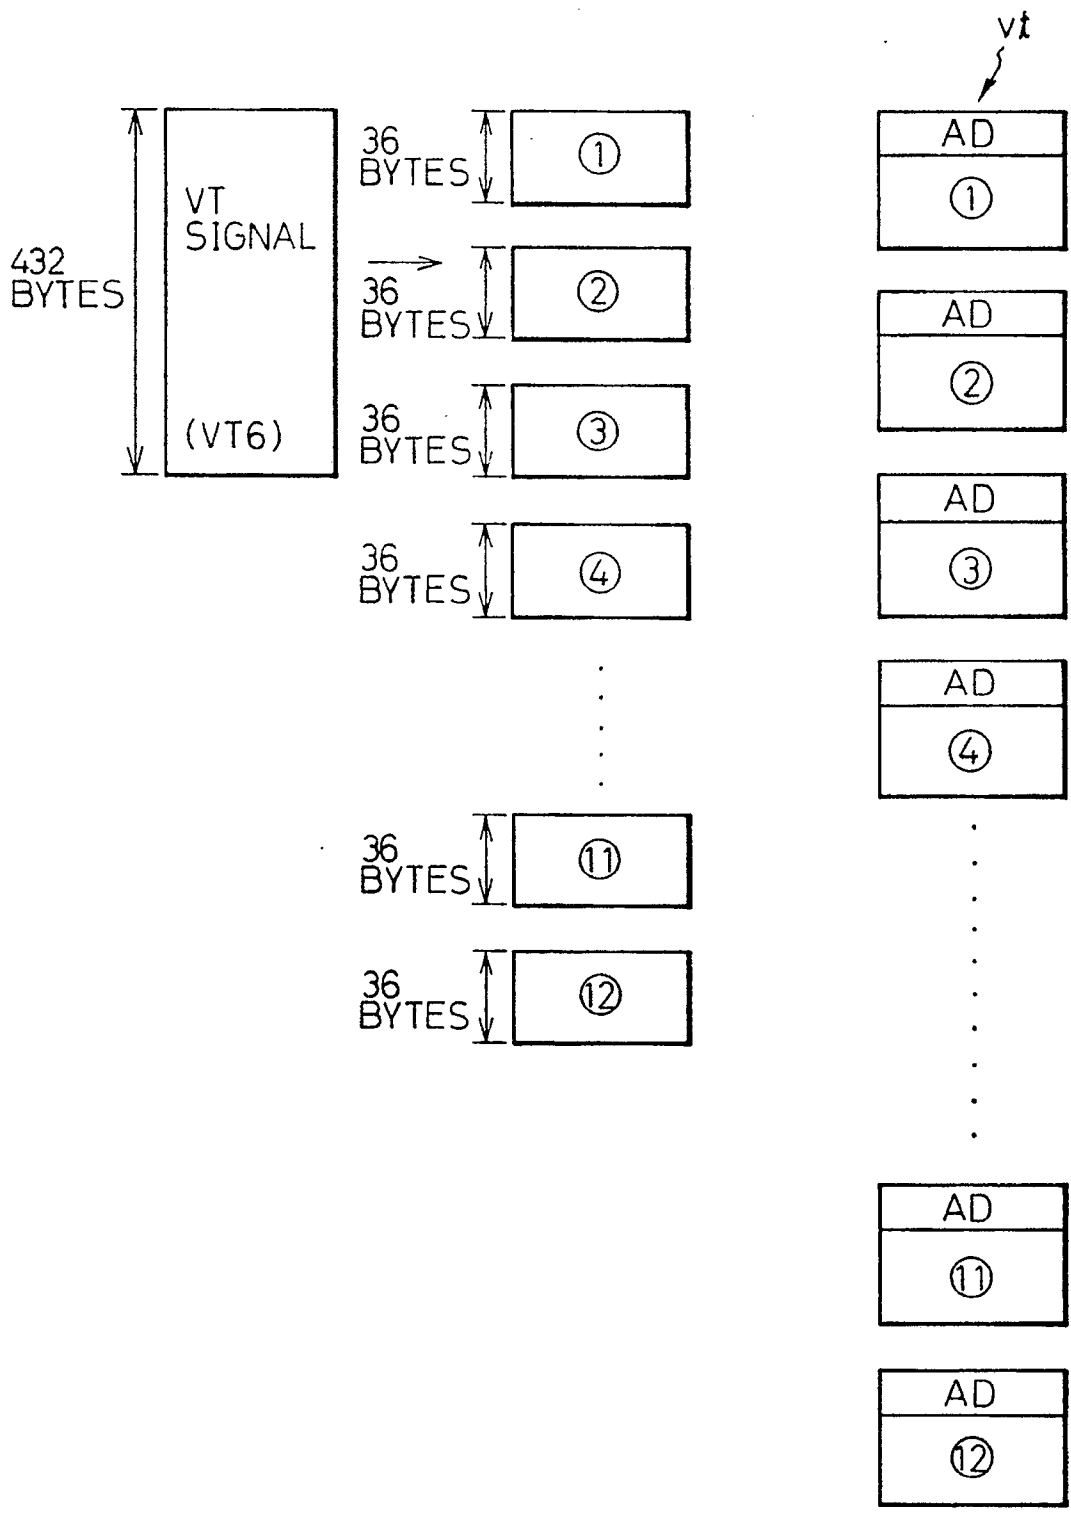 vt
432
BYTES
VT
SIGNAL
(VT6)
36
BYTES
①
36
BYTES
②
36
BYTES
③
36
BYTES
④
36
BYTES
⑪
36
BYTES
⑫
AD
①
AD
②
AD
③
AD
④
AD
⑪
AD
⑫